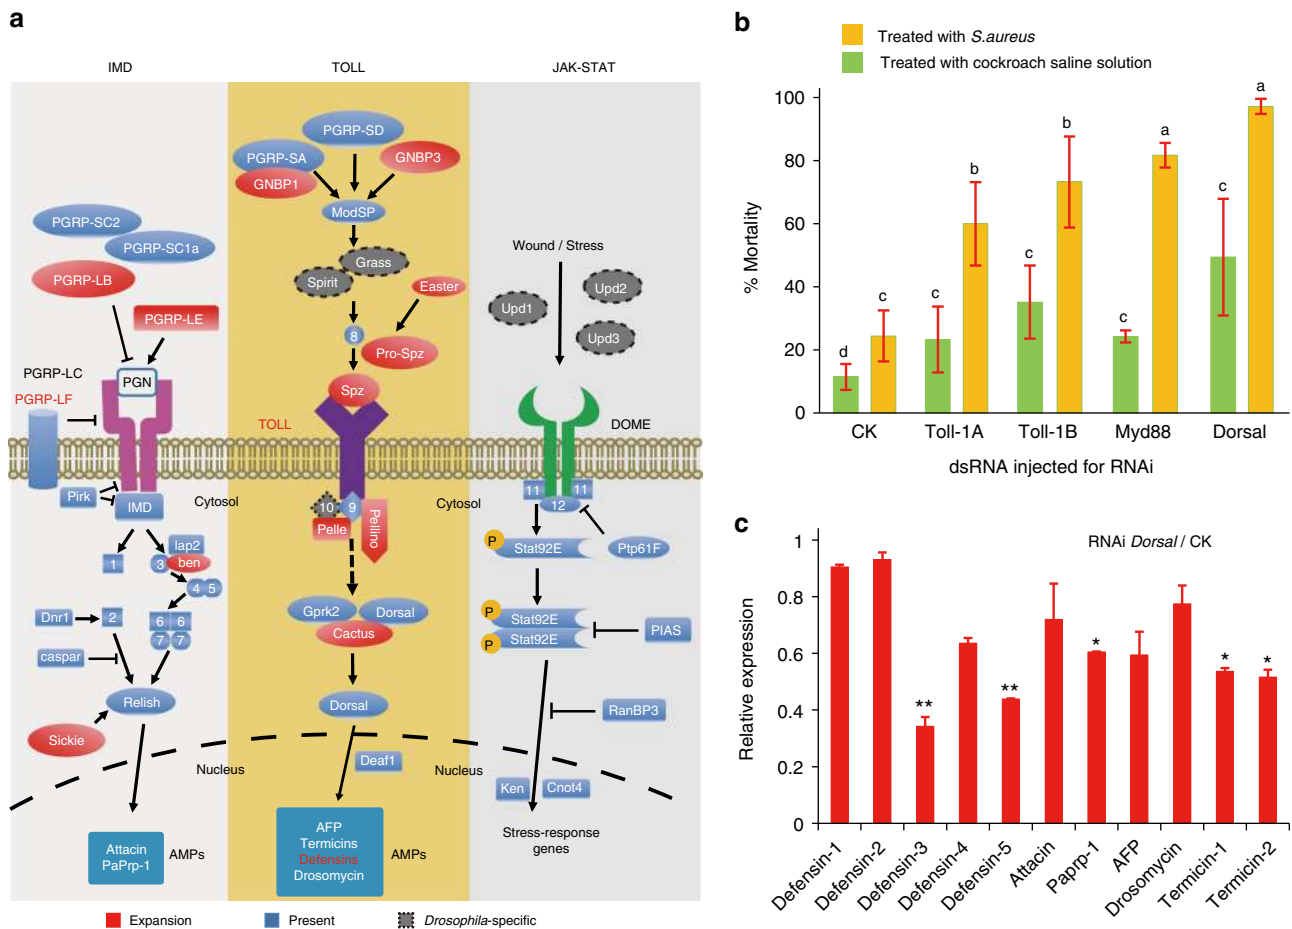 a
IMD
TOLL
JAK-STAT
PGRP-SD
PGRP-SA
GNBP3
GNBP1
ModSP
PGRP-SC2
PGRP-SC1a
PGRP-LB
PGRP-LE
Grass
Spirit
Easter
8
Pro-Spz
Spz
Wound / Stress
Upd2
Upd1
Upd3
PGRP-LC
PGN
PGRP-LF
TOLL
DOME
Pirk
IMD
Cytosol
10
9
Pelle
Pellino
Cytosol
11
11
12
P
Stat92E
Ptp61F
Iap2
1
3
ben
4
5
Dnr1
2
6
6
7
7
caspar
Relish
Sickie
Gprk2
Dorsal
Cactus
Dorsal
P
Stat92E
P
Stat92E
PIAS
RanBP3
Nucleus
Deaf1
Nucleus
Ken
Cnot4
Attacin
PaPrp-1
AMPs
AFP
Termicins
Defensins
Drosomycin
AMPs
Stress-response
genes
Expansion
Present
Drosophila-specific
b
Treated with S.aureus
Treated with cockroach saline solution
% Mortality
100
80
60
40
20
0
d
c
c
b
c
b
c
a
c
a
CK
Toll-1A
Toll-1B
Myd88
Dorsal
dsRNA injected for RNAi
c
RNAi Dorsal / CK
Relative expression
1
0.8
0.6
0.4
0.2
0
**
**
*
*
*
Defensin-1
Defensin-2
Defensin-3
Defensin-4
Defensin-5
Attacin
Paprp-1
AFP
Drosomycin
Termicin-1
Termicin-2